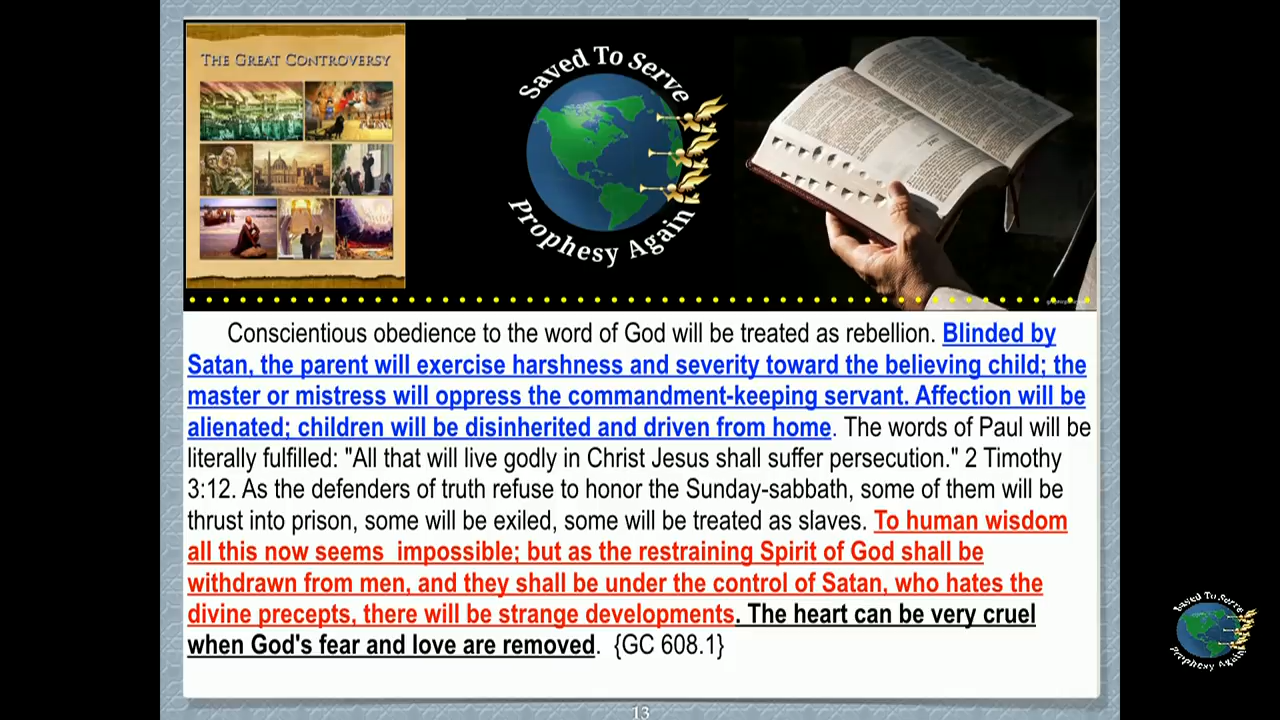 THE GREAT CONTROVERSY
Saved To Serve
Prophesy Again
Conscientious obedience to the word of God will be treated as rebellion. Blinded by
Satan, the parent will exercise harshness and severity toward the believing child; the
master or mistress will oppress the commandment-keeping servant. Affection will be
alienated; children will be disinherited and driven from home. The words of Paul will be
literally fulfilled: "All that will live godly in Christ Jesus shall suffer persecution." 2 Timothy
3:12. As the defenders of truth refuse to honor the Sunday-sabbath, some of them will be
thrust into prison, some will be exiled, some will be treated as slaves. To human wisdom
all this now seems  impossible; but as the restraining Spirit of God shall be
withdrawn from men, and they shall be under the control of Satan, who hates the
divine precepts, there will be strange developments. The heart can be very cruel
when God's fear and love are removed.  {GC 608.1}
13
Saved To Serve
Prophesy Again